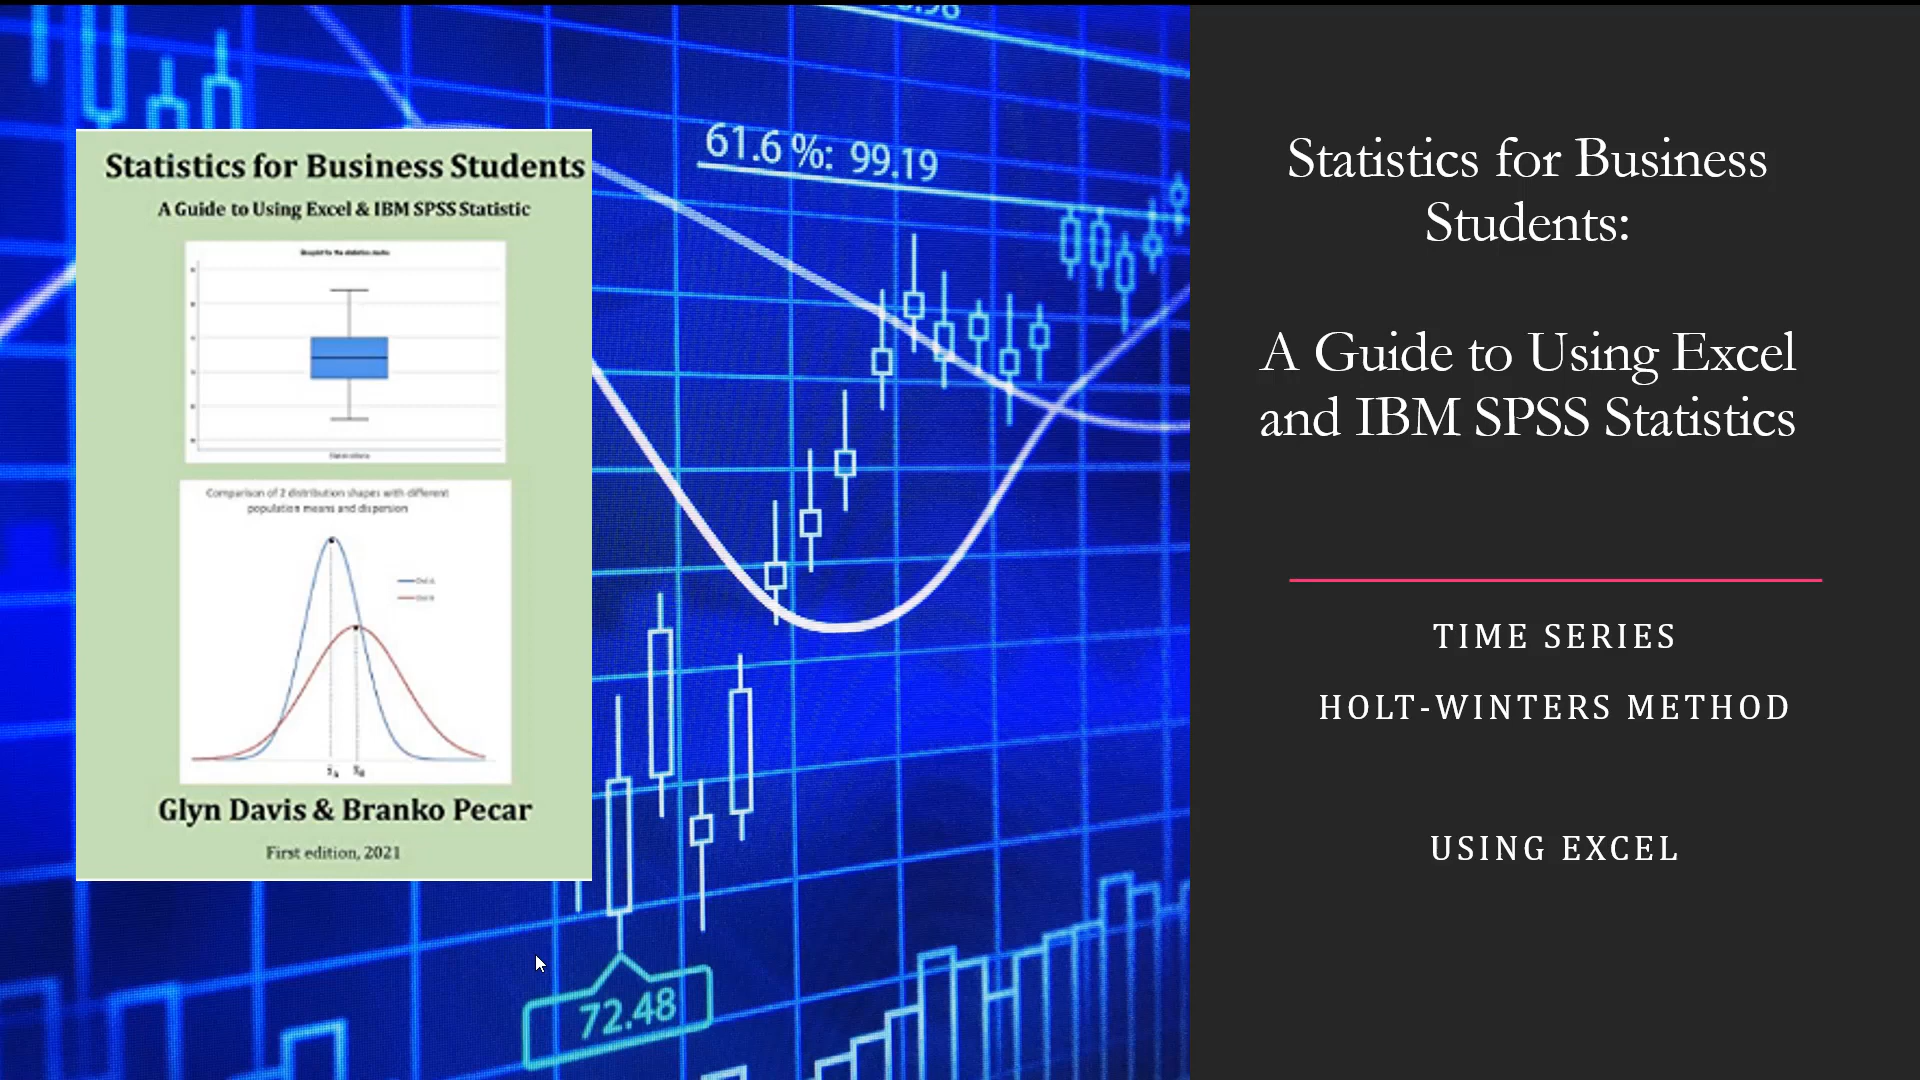 61.6 %: 99.19
72.48
Statistics for Business Students
A Guide to Using Excel & IBM SPSS Statistic
Comparison of 2 distribution shapes with different
population means and dispersion
Glyn Davis & Branko Pecar
First edition, 2021
Statistics for Business
Students:
A Guide to Using Excel
and IBM SPSS Statistics
TIME SERIES
HOLT-WINTERS METHOD
USING EXCEL